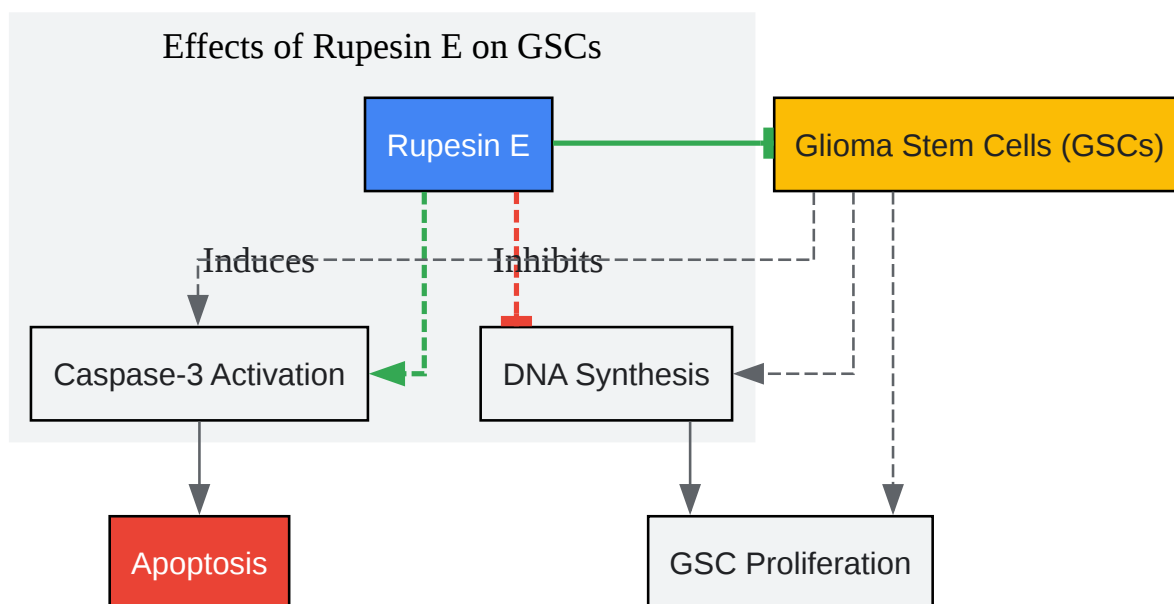 Effects of Rupesin E on GSCs
Rupesin E
Glioma Stem Cells (GSCs)
Induces
Inhibits
Caspase-3 Activation
DNA Synthesis
Apoptosis
GSC Proliferation